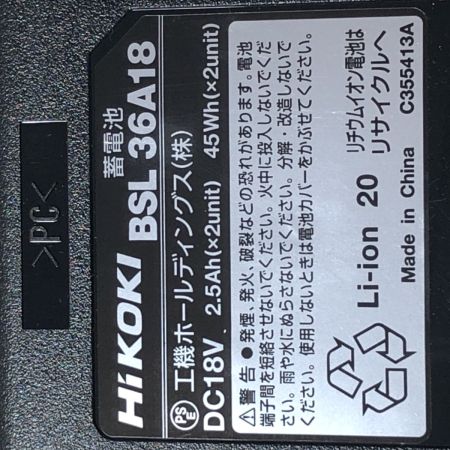 >PC<
蓄電池
HiKOKI BSL 36A18
PSE 工機ホールディングス(株)
DC18V 2.5Ah(×2unit) 45Wh(×2unit)
⚠警告 ●発煙、発火、破裂などの恐れがあります。電池
端子間を短絡させないでください。火中に投入しないでくだ
さい。雨や水にぬらさないでください。分解・改造しないで
ください。使用しないときは電池カバーをかぶせてください。
Li-ion 20
リチウムイオン電池は
リサイクルへ
Made in China C355413A